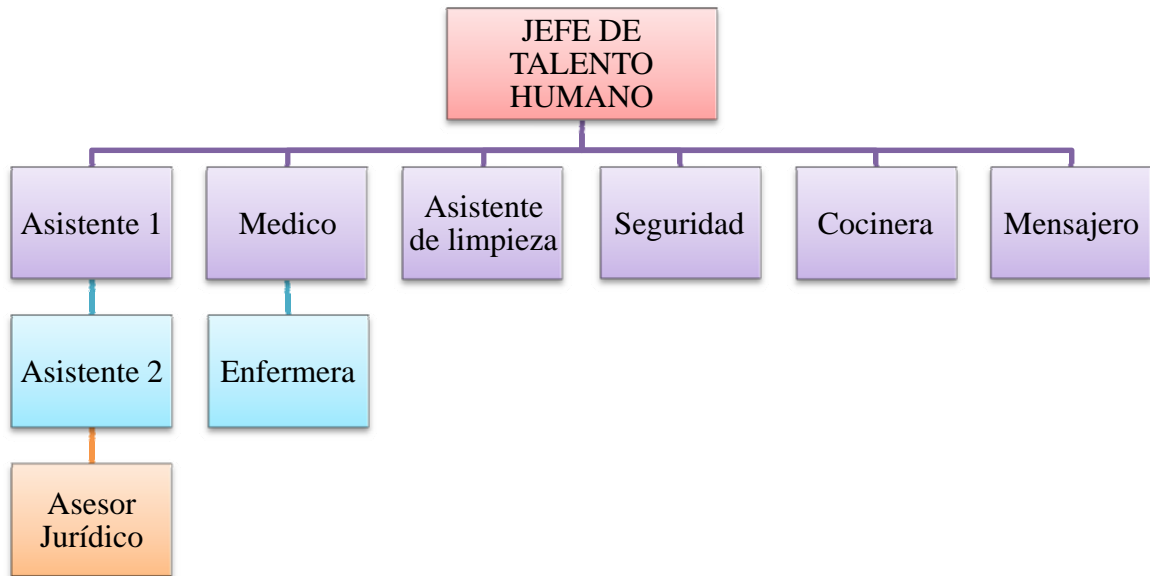 JEFE DE
TALENTO
HUMANO
Asistente 1
Medico
Asistente
de limpieza
Seguridad
Cocinera
Mensajero
Asistente 2
Enfermera
Asesor
Jurídico